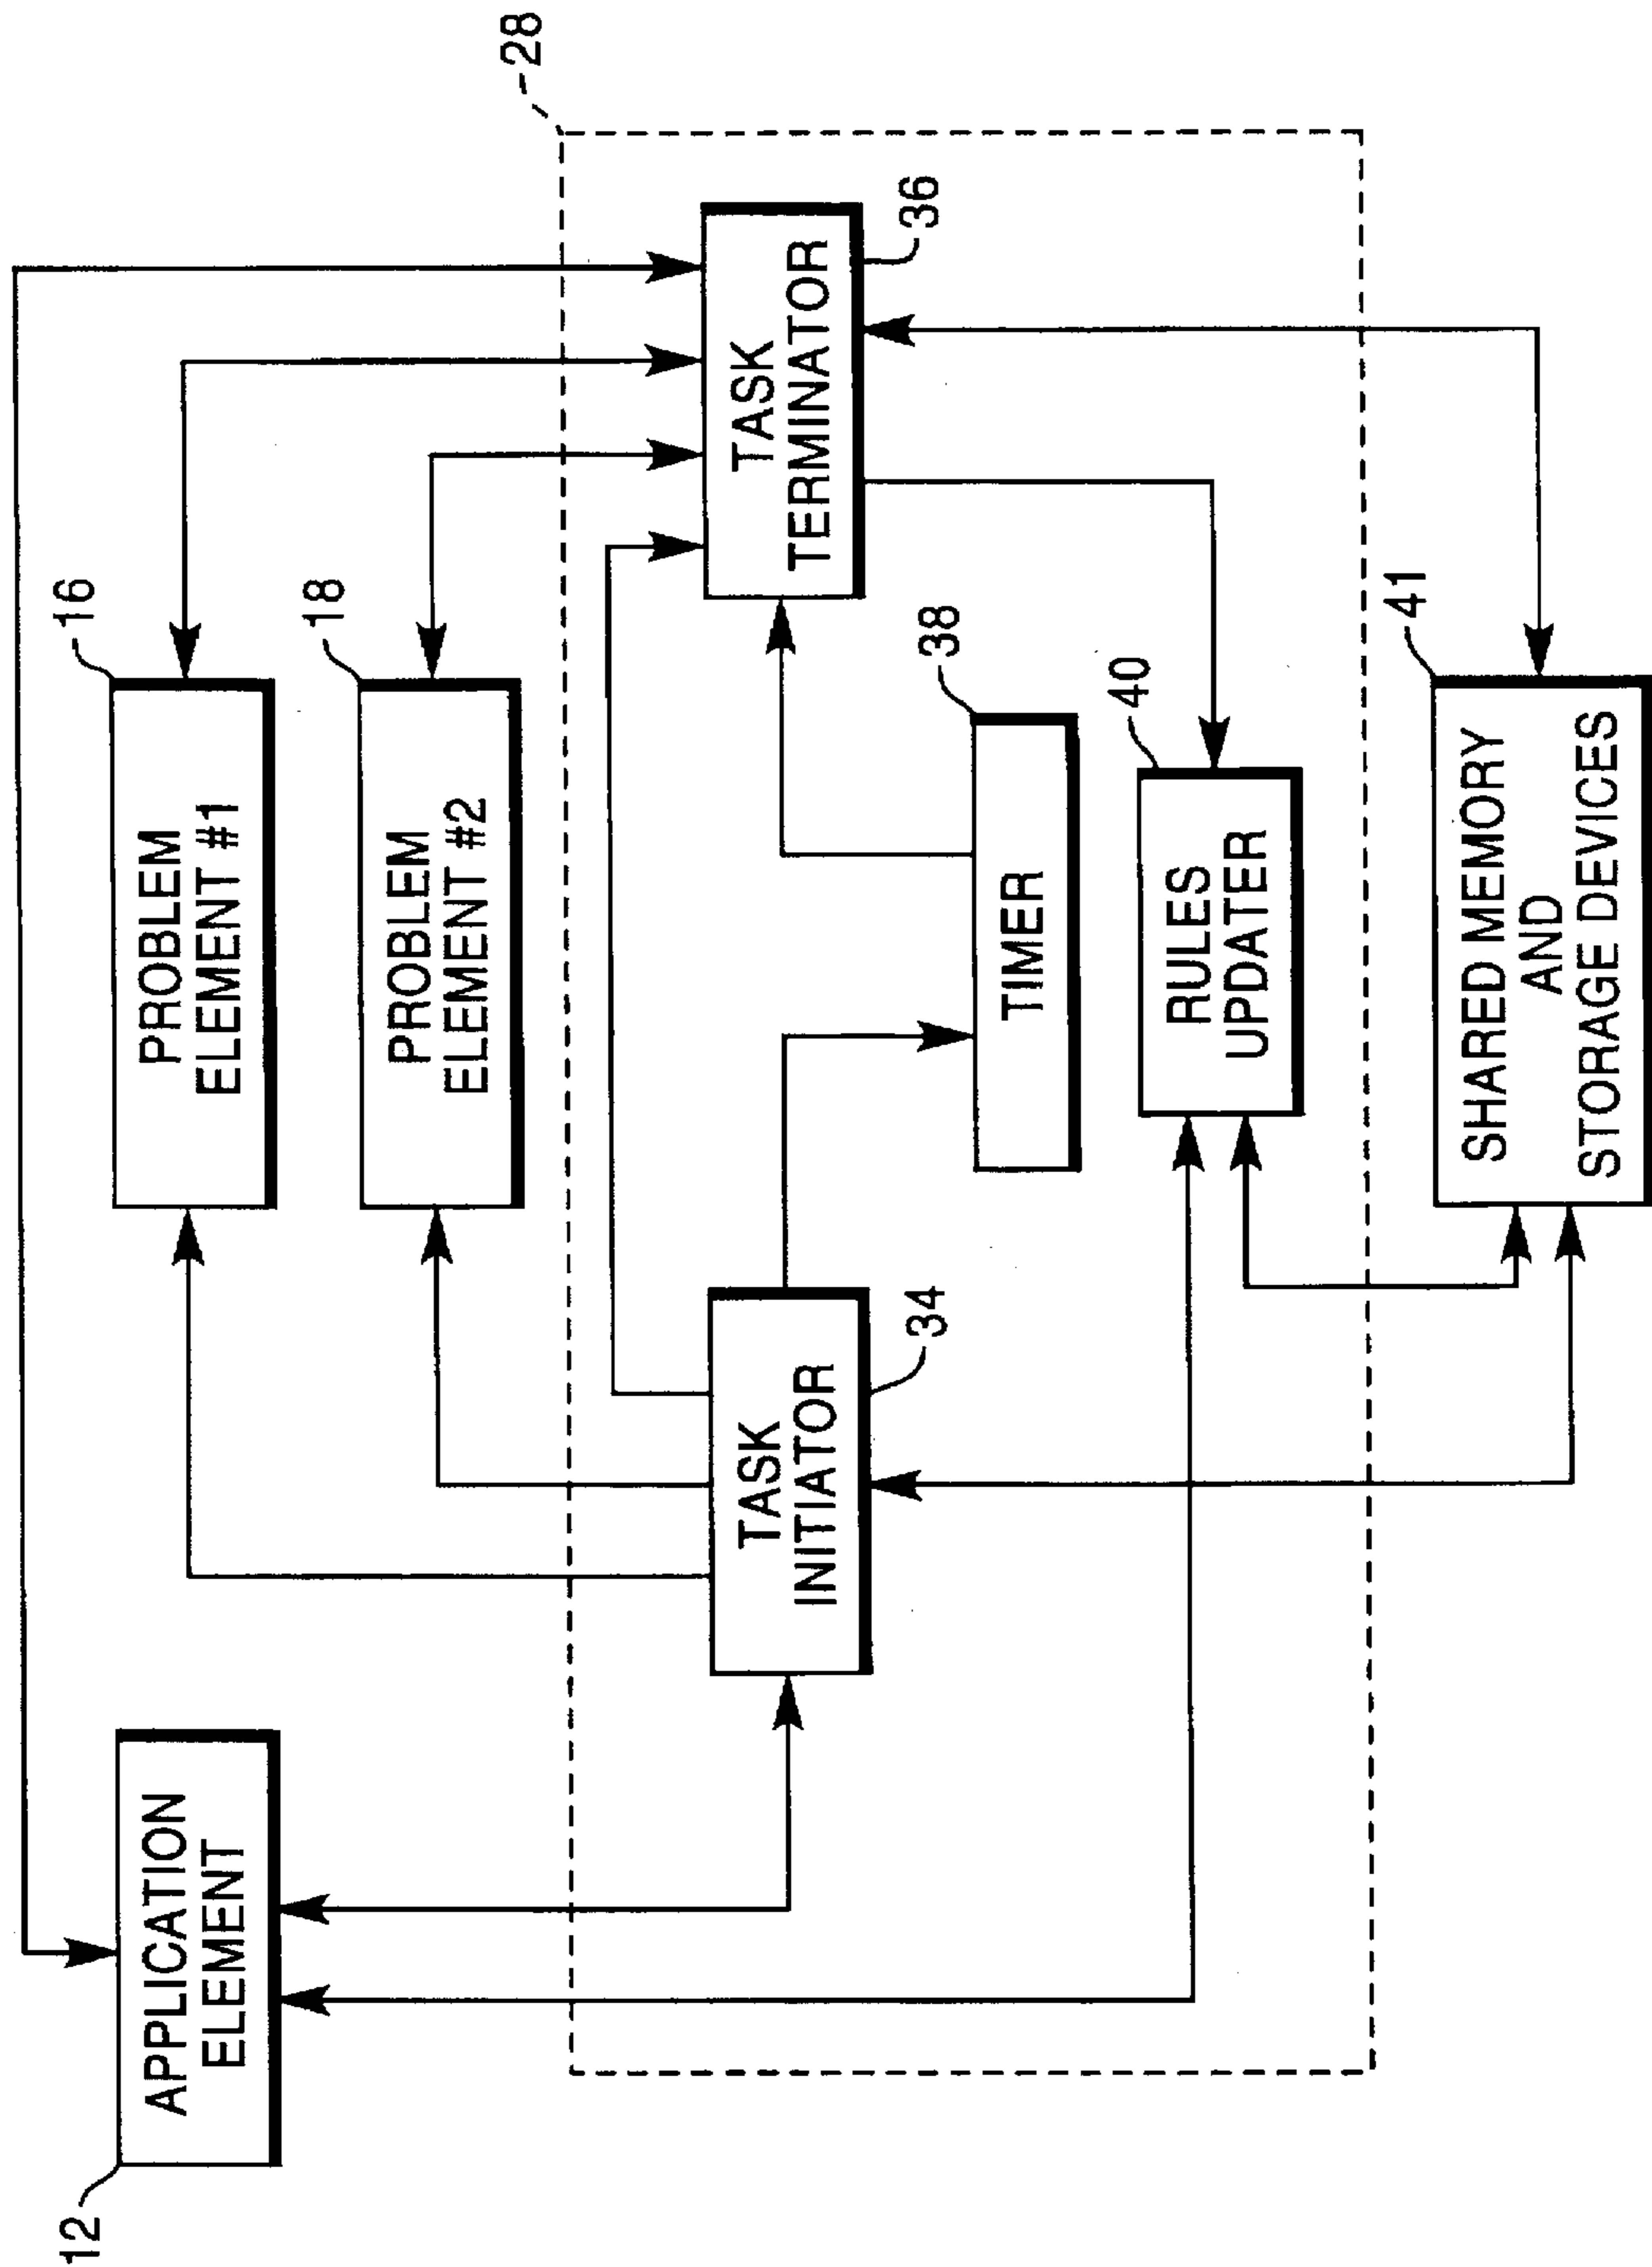 12
APPLICATION
ELEMENT
16
PROBLEM
ELEMENT #1
18
PROBLEM
ELEMENT #2
28
TASK
INITIATOR
34
TASK
TERMINATOR
36
38
TIMER
40
RULES
UPDATER
41
SHARED MEMORY
AND
STORAGE DEVICES